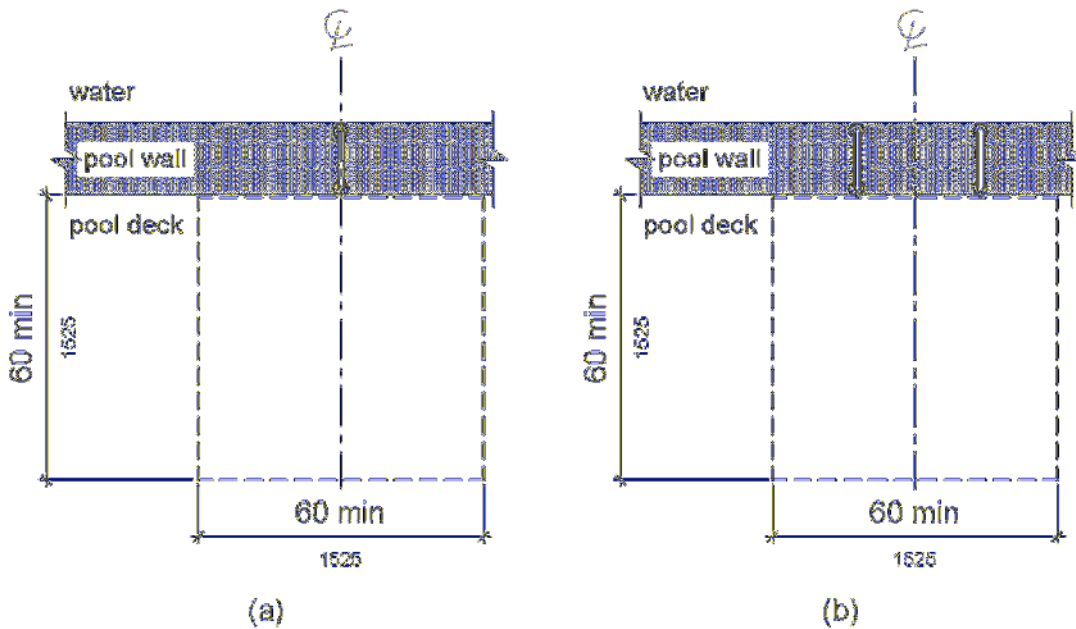 ℄
water
pool wall
pool deck
60 min
1525
60 min
1525
(a)
℄
water
pool wall
pool deck
60 min
1525
60 min
1525
(b)